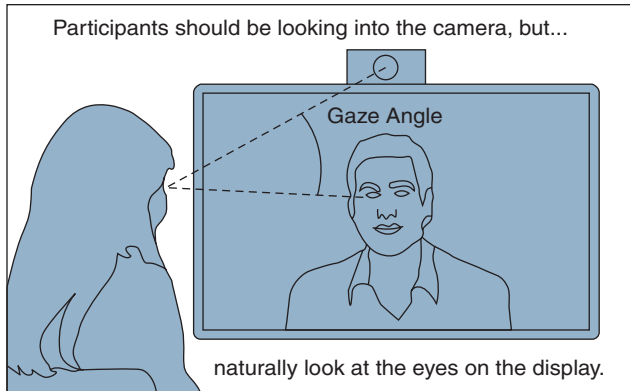 Participants should be looking into the camera, but...
Gaze Angle
naturally look at the eyes on the display.